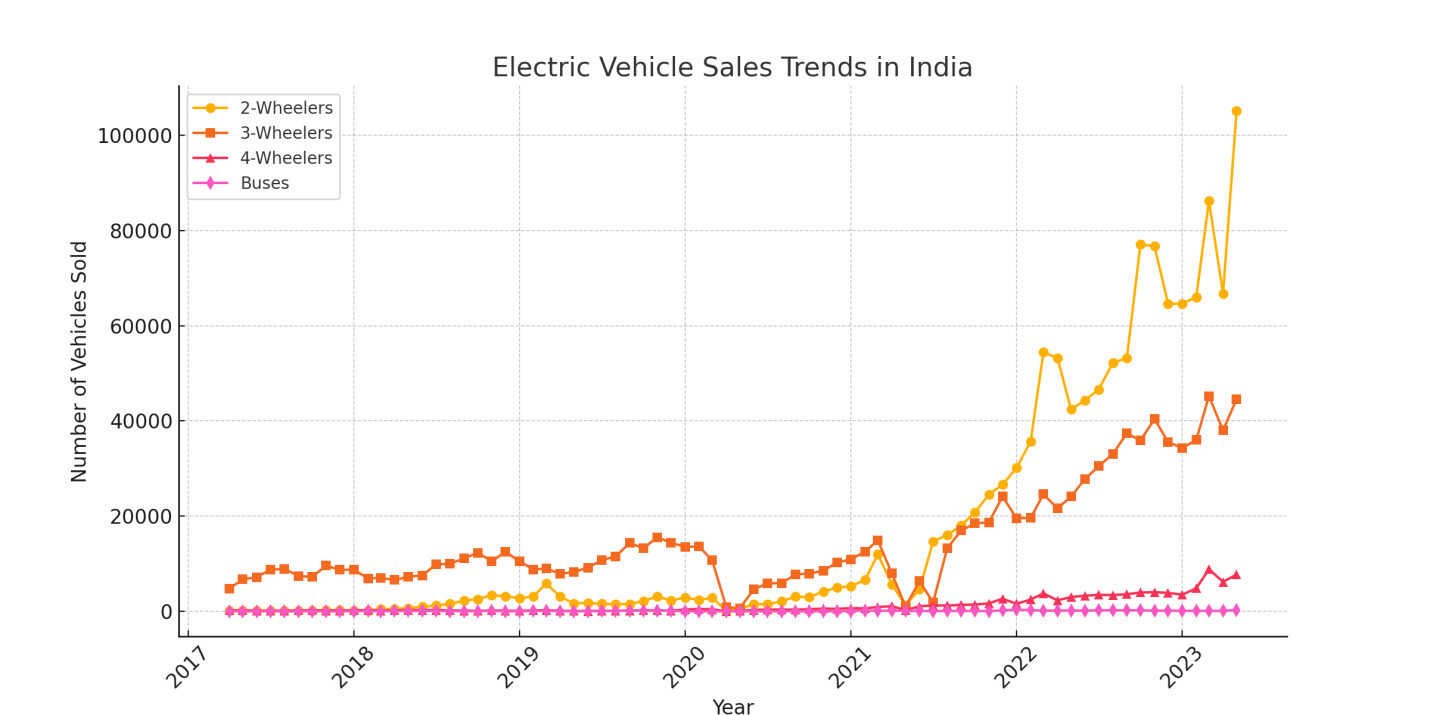 Electric Vehicle Sales Trends in India
2-Wheelers
3-Wheelers
4-Wheelers
Buses
Number of Vehicles Sold
100000
80000
60000
40000
20000
0
2017
2018
2019
2020
2021
2022
2023
Year